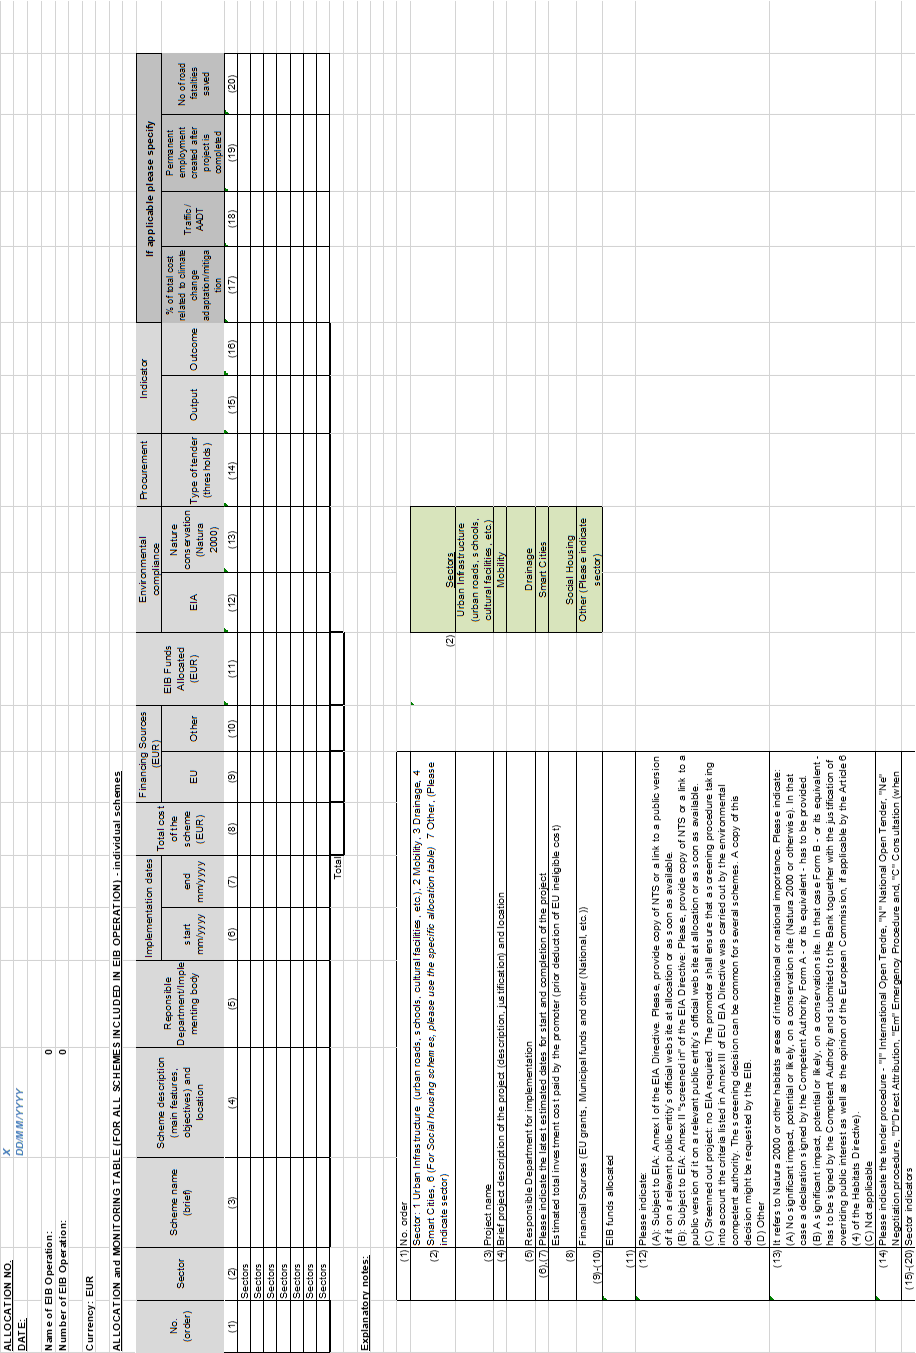 ALLOCATION NO. X
DATE: DD/MM/YYYY
Name of EIB Operation: 0
Number of EIB Operation: 0
Currency: EUR
ALLOCATION and MONITORING TABLE (FOR ALL SCHEMES INCLUDED IN EIB OPERATION) - individual schemes
No. (order)
Sector
Scheme name (brief)
Scheme description (main features, objectives) and location
Reponsible Department/Imple menting body
Implementation dates
start mm/yyyy
end mm/yyyy
Total cost of the scheme (EUR)
Financing Sources (EUR)
EU
Other
EIB Funds Allocated (EUR)
Environmental compliance
EIA
Nature conservation (Natura 2000)
Procurement
Type of tender (thresholds)
Indicator
Output
Outcome
If applicable please specify
% of total cost related to climate change adaptation/mitiga tion
Traffic / AADT
Permanent employment created after project is completed
No of road fatalties saved
(1) (2) (3) (4) (5) (6) (7) (8) (9) (10) (11) (12) (13) (14) (15) (16) (17) (18) (19) (20)
Sectors
Sectors
Sectors
Sectors
Sectors
Sectors
Sectors
Total
Explanatory notes:
(1) No. order
(2) Sector: 1 Urban Infrastructure (urban roads, schools, cultural facilities, etc.), 2 Mobility, 3 Drainage, 4
Smart Cities, 6 (For Social housing schemes, please use the specific allocation table) 7 Other, (Please
indicate sector)
(3) Project name
(4) Brief project description of the project (description, justification) and location
(5) Responsible Department for implementation
(6),(7) Please indicate the latest estimated dates for start and completion of the project
(8) Estimated total investment cost paid by the promoter (prior deduction of EU ineligible cost)
(9)-(10) Financial Sources (EU grants, Municipal funds and other (National, etc.))
(11) EIB funds allocated
(12) Please indicate:
(A): Subject to EIA: Annex I of the EIA Directive. Please, provide copy of NTS or a link to a public version
of it on a relevant public entity's official web site at allocation or as soon as available.
(B): Subject to EIA: Annex II "screened in" of the EIA Directive: Please, provide copy of NTS or a link to a
public version of it on a relevant public entity's official web site at allocation or as soon as available.
(C) Sreenned out project: no EIA required. The promoter shall ensure that a screening procedure taking
into account the criteria listed in Annex III of EU EIA Directive was carried out by the environmental
competent authority. The screening decision can be common for several schemes. A copy of this
decision might be requested by the EIB.
(D) Other
(13) It refers to Natura 2000 or other habitats areas of international or national importance. Please indicate:
(A) No significant impact, potential or likely, on a conservation site (Natura 2000 or otherwise). In that
case a declaration signed by the Competent Authority Form A - or its equivalent - has to be provided.
(B) A significant impact, potential or likely, on a conservation site. In that case Form B - or its equivalent -
has to be signed by the Competent Authority and submitted to the Bank toguether with the justification of
overriding public interest as well as the opinion of the European Commission, if applicable by the Article 6
(4) of the Habitats Directive).
(C) Not applicable
(14) Please indicate the tender procedure - "I" International Open Tendre, "N" National Open Tender, "Ne"
Negotiation procedure, "D"Direct Attribution, "Em" Emergency Procedure and, "C" Consultation (when
(15)-(20) Sector indicators
(2) Sectors
Urban Infrastructure (urban roads, schools, cultural facilities, etc.)
Mobility
Drainage
Smart Cities
Social Housing
Other (Please indicate sector)